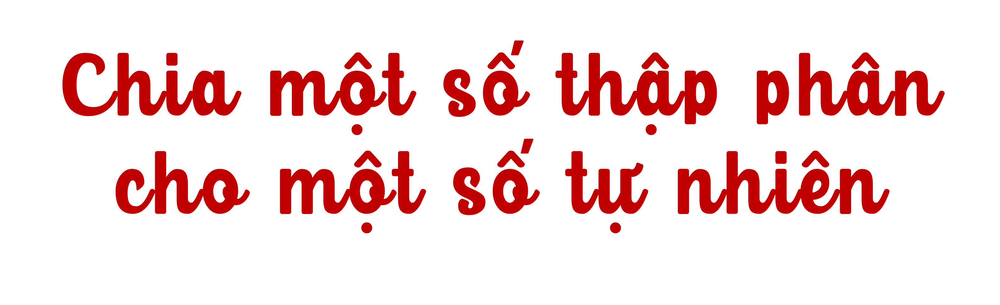 Chia một số thập phân
cho một số tự nhiên